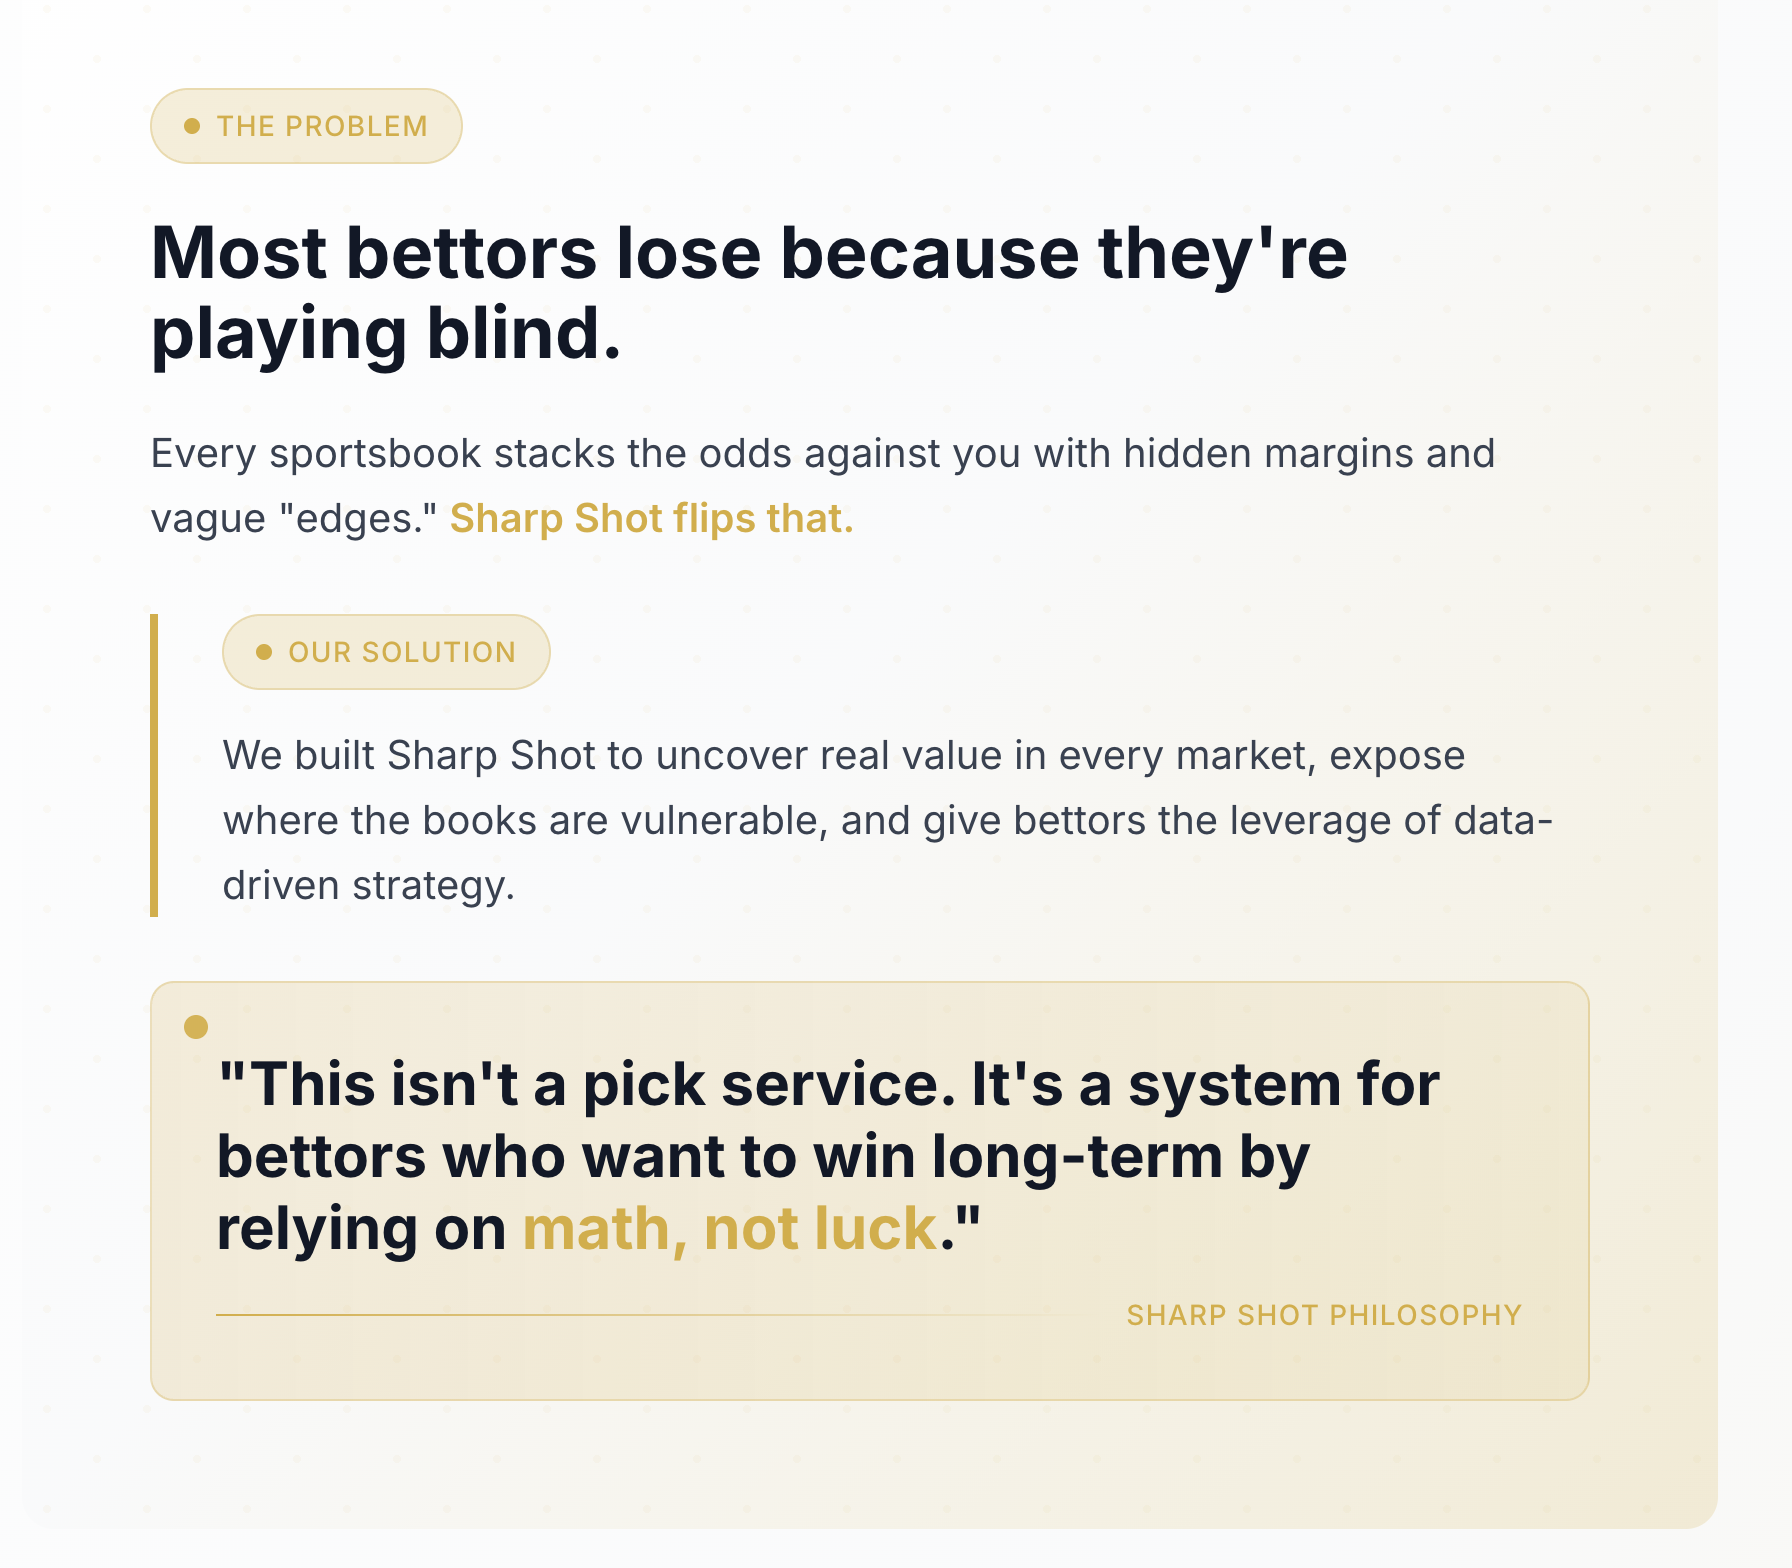 THE PROBLEM
Most bettors lose because they're
playing blind.
Every sportsbook stacks the odds against you with hidden margins and
vague "edges." Sharp Shot flips that.
OUR SOLUTION
We built Sharp Shot to uncover real value in every market, expose
where the books are vulnerable, and give bettors the leverage of data-
driven strategy.
"This isn't a pick service. It's a system for
bettors who want to win long-term by
relying on math, not luck."
SHARP SHOT PHILOSOPHY